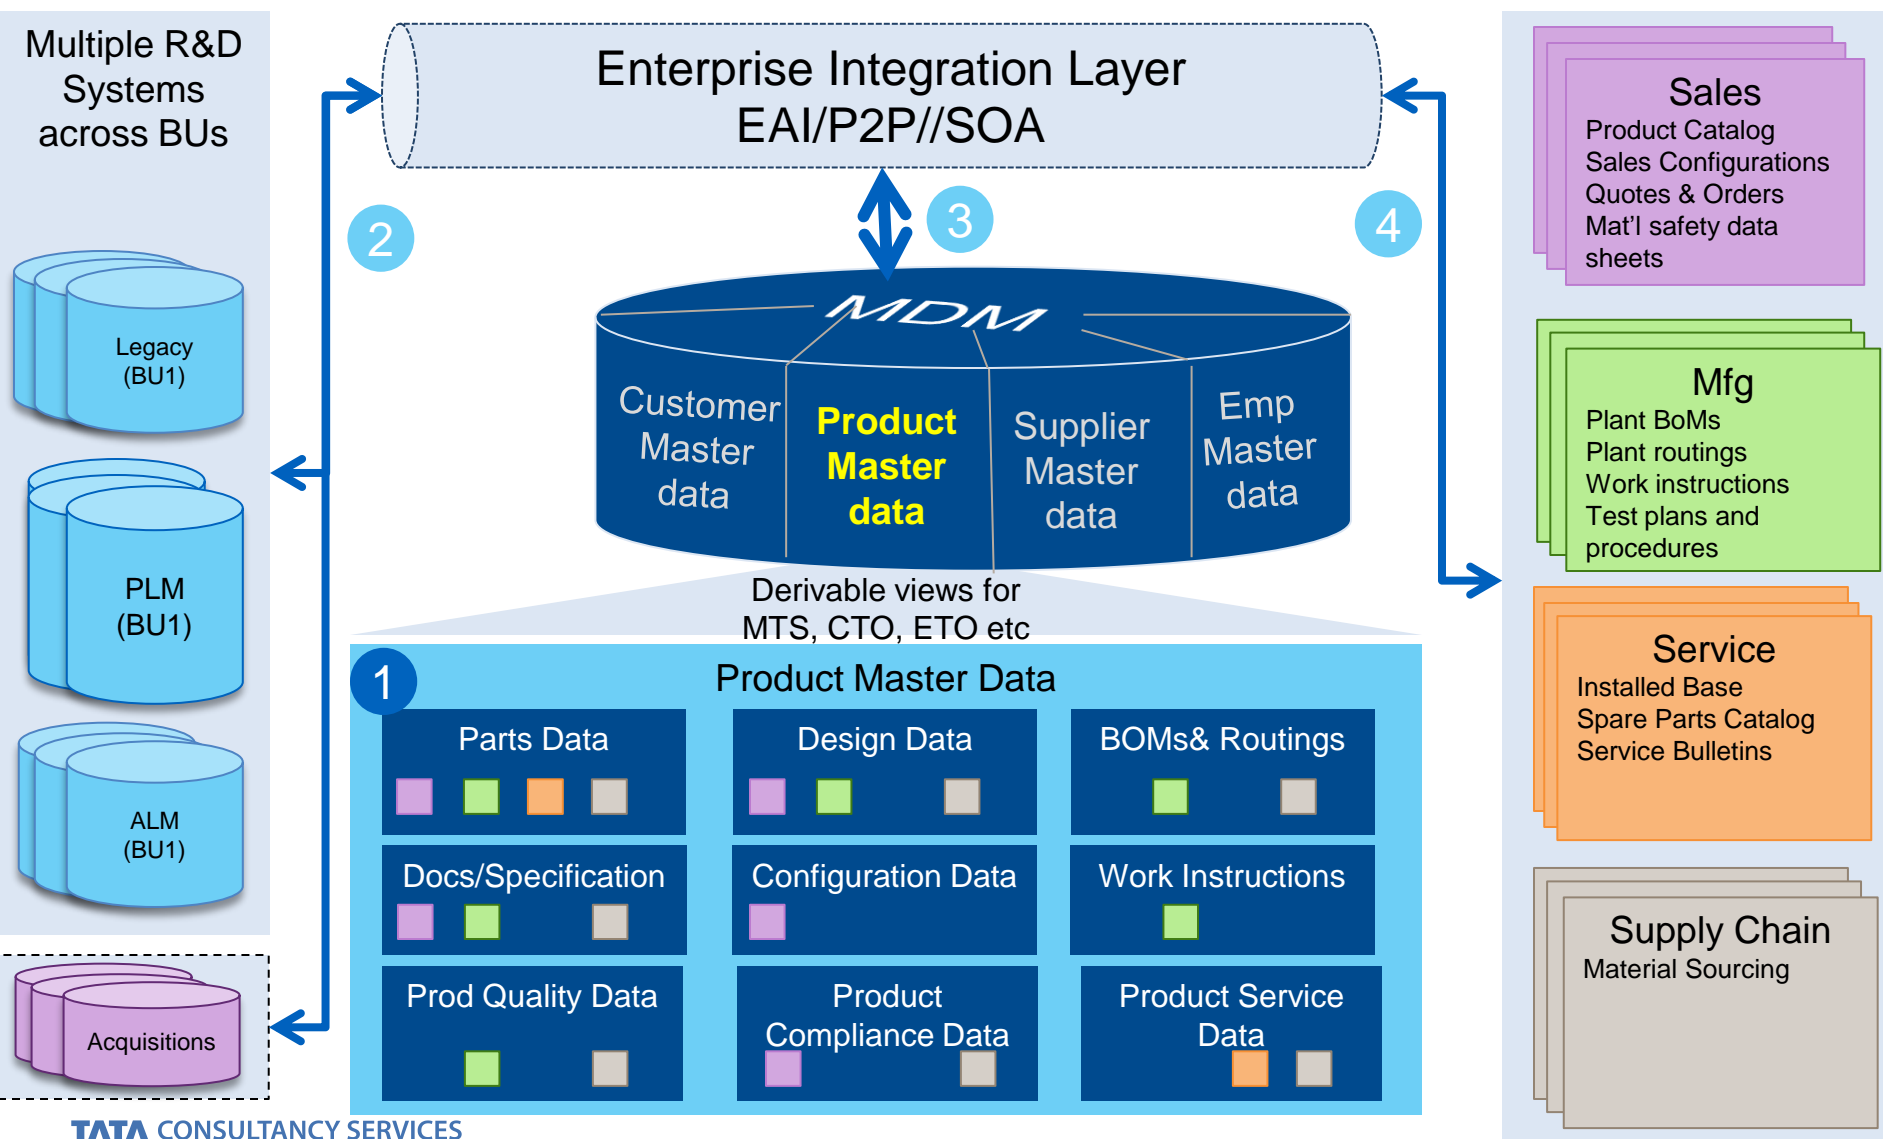 Multiple R&D
Systems
across BUs
Legacy
(BU1)
PLM
(BU1)
ALM
(BU1)
Acquisitions
Enterprise Integration Layer
EAI/P2P//SOA
2
3
4
MDM
Customer
Master
data
Product
Master
data
Supplier
Master
data
Emp
Master
data
Derivable views for
MTS, CTO, ETO etc
1
Product Master Data
Parts Data
Design Data
BOMs& Routings
Docs/Specification
Configuration Data
Work Instructions
Prod Quality Data
Product
Compliance Data
Product Service
Data
Sales
Product Catalog
Sales Configurations
Quotes & Orders
Mat'l safety data
sheets
Mfg
Plant BoMs
Plant routings
Work instructions
Test plans and
procedures
Service
Installed Base
Spare Parts Catalog
Service Bulletins
Supply Chain
Material Sourcing
TATA CONSULTANCY SERVICES